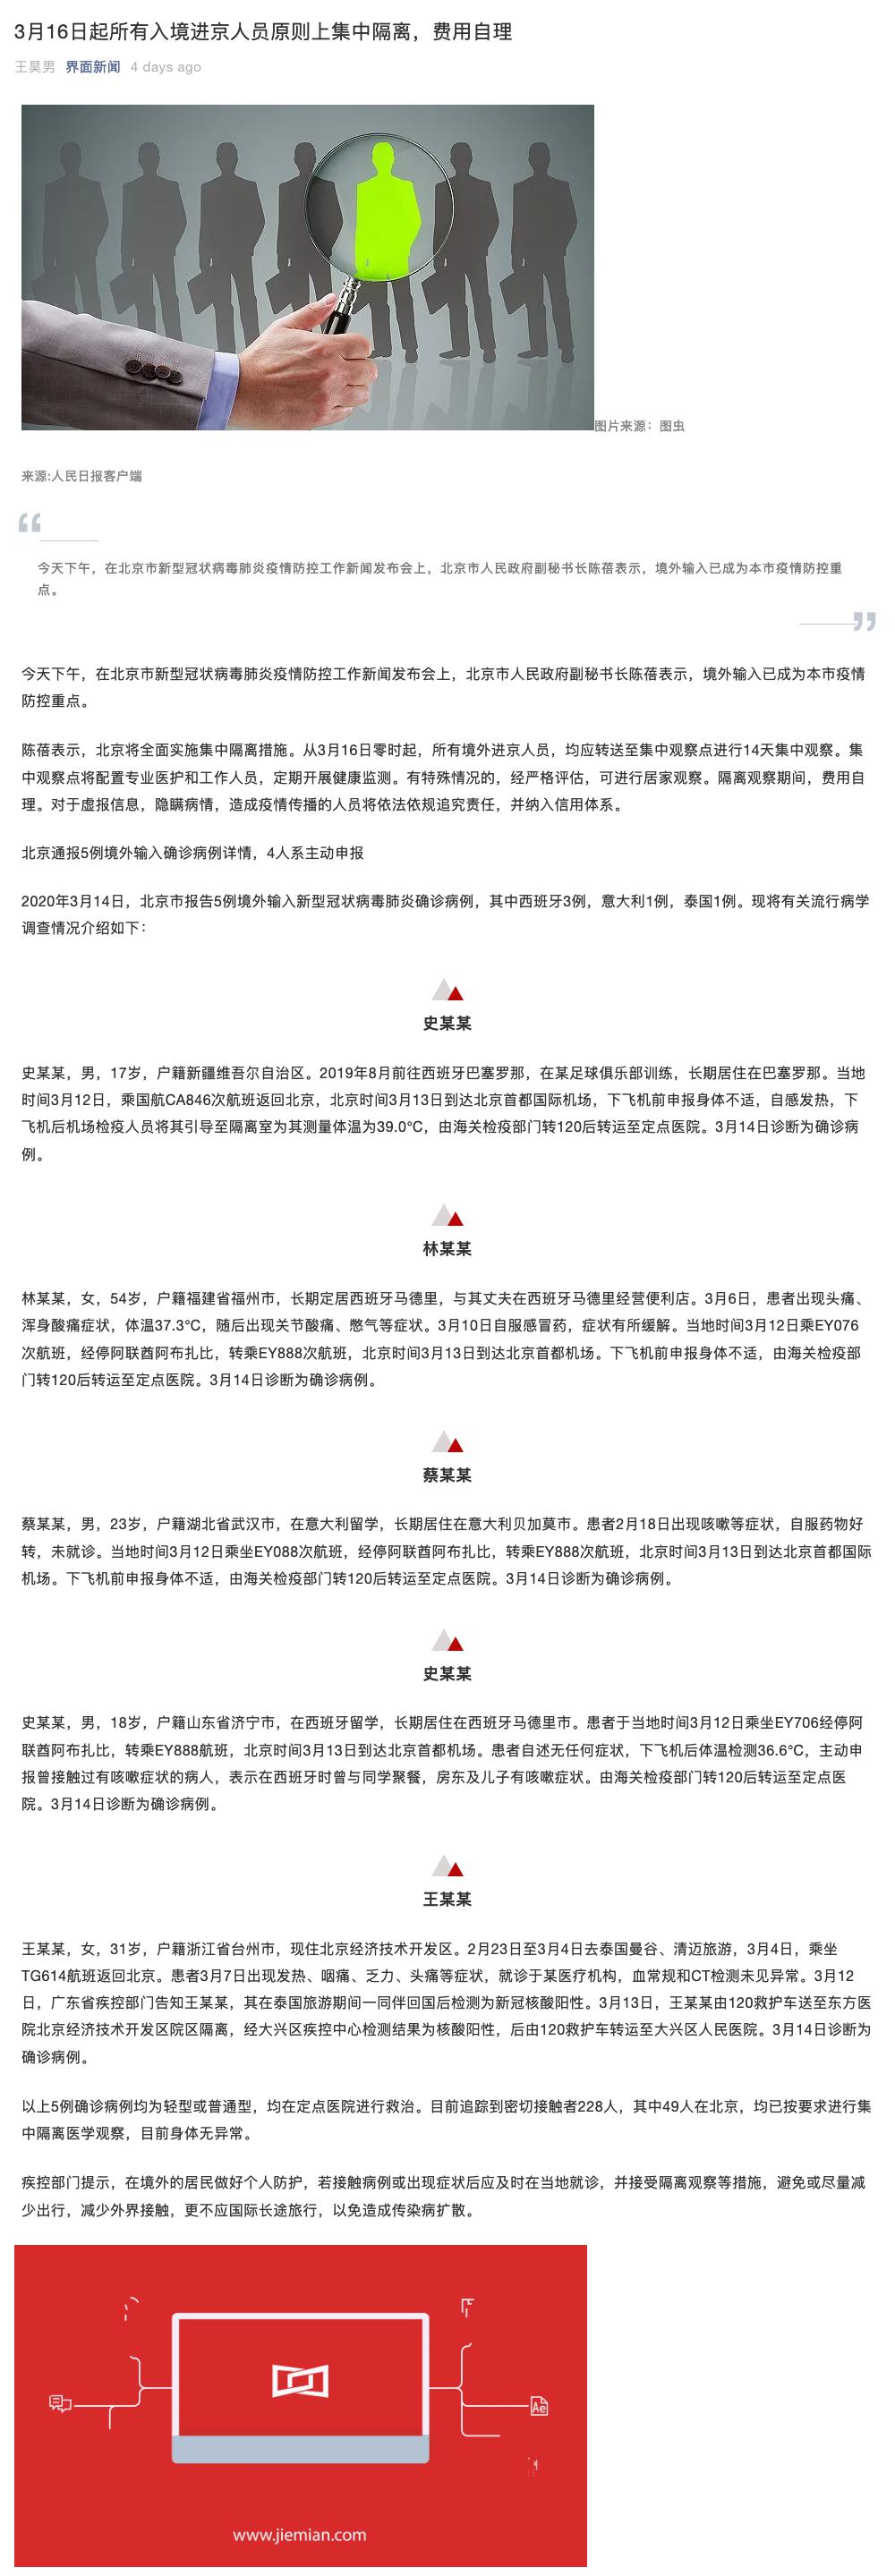 3月16日起所有入境进京人员原则上集中隔离，费用自理
王昊男 界面新闻 4 days ago
图片来源：图虫
来源:人民日报客户端
“
今天下午，在北京市新型冠状病毒肺炎疫情防控工作新闻发布会上，北京市人民政府副秘书长陈蓓表示，境外输入已成为本市疫情防控重
点。
”
今天下午，在北京市新型冠状病毒肺炎疫情防控工作新闻发布会上，北京市人民政府副秘书长陈蓓表示，境外输入已成为本市疫情
防控重点。
陈蓓表示，北京将全面实施集中隔离措施。从3月16日零时起，所有境外进京人员，均应转送至集中观察点进行14天集中观察。集
中观察点将配置专业医护和工作人员，定期开展健康监测。有特殊情况的，经严格评估，可进行居家观察。隔离观察期间，费用自
理。对于虚报信息，隐瞒病情，造成疫情传播的人员将依法依规追究责任，并纳入信用体系。
北京通报5例境外输入确诊病例详情，4人系主动申报
2020年3月14日，北京市报告5例境外输入新型冠状病毒肺炎确诊病例，其中西班牙3例，意大利1例，泰国1例。现将有关流行病学
调查情况介绍如下：
史某某
史某某，男，17岁，户籍新疆维吾尔自治区。2019年8月前往西班牙巴塞罗那，在某足球俱乐部训练，长期居住在巴塞罗那。当地
时间3月12日，乘国航CA846次航班返回北京，北京时间3月13日到达北京首都国际机场，下飞机前申报身体不适，自感发热，下
飞机后机场检疫人员将其引导至隔离室为其测量体温为39.0°C，由海关检疫部门转120后转运至定点医院。3月14日诊断为确诊病
例。
林某某
林某某，女，54岁，户籍福建省福州市，长期定居西班牙马德里，与其丈夫在西班牙马德里经营便利店。3月6日，患者出现头痛、
浑身酸痛症状，体温37.3°C，随后出现关节酸痛、憋气等症状。3月10日自服感冒药，症状有所缓解。当地时间3月12日乘EY076
次航班，经停阿联酋阿布扎比，转乘EY888次航班，北京时间3月13日到达北京首都机场。下飞机前申报身体不适，由海关检疫部
门转120后转运至定点医院。3月14日诊断为确诊病例。
蔡某某
蔡某某，男，23岁，户籍湖北省武汉市，在意大利留学，长期居住在意大利贝加莫市。患者2月18日出现咳嗽等症状，自服药物好
转，未就诊。当地时间3月12日乘坐EY088次航班，经停阿联酋阿布扎比，转乘EY888次航班，北京时间3月13日到达北京首都国际
机场。下飞机前申报身体不适，由海关检疫部门转120后转运至定点医院。3月14日诊断为确诊病例。
史某某
史某某，男，18岁，户籍山东省济宁市，在西班牙留学，长期居住在西班牙马德里市。患者于当地时间3月12日乘坐EY706经停阿
联酋阿布扎比，转乘EY888航班，北京时间3月13日到达北京首都机场。患者自述无任何症状，下飞机后体温检测36.6°C，主动申
报曾接触过有咳嗽症状的病人，表示在西班牙时曾与同学聚餐，房东及儿子有咳嗽症状。由海关检疫部门转120后转运至定点医
院。3月14日诊断为确诊病例。
王某某
王某某，女，31岁，户籍浙江省台州市，现住北京经济技术开发区。2月23日至3月4日去泰国曼谷、清迈旅游，3月4日，乘坐
TG614航班返回北京。患者3月7日出现发热、咽痛、乏力、头痛等症状，就诊于某医疗机构，血常规和CT检测未见异常。3月12
日，广东省疾控部门告知王某某，其在泰国旅游期间一同伴回国后检测为新冠核酸阳性。3月13日，王某某由120救护车送至东方医
院北京经济技术开发区院区隔离，经大兴区疾控中心检测结果为核酸阳性，后由120救护车转运至大兴区人民医院。3月14日诊断为
确诊病例。
以上5例确诊病例均为轻型或普通型，均在定点医院进行救治。目前追踪到密切接触者228人，其中49人在北京，均已按要求进行集
中隔离医学观察，目前身体无异常。
疾控部门提示，在境外的居民做好个人防护，若接触病例或出现症状后应及时在当地就诊，并接受隔离观察等措施，避免或尽量减
少出行，减少外界接触，更不应国际长途旅行，以免造成传染病扩散。
Ae
www.jiemian.com